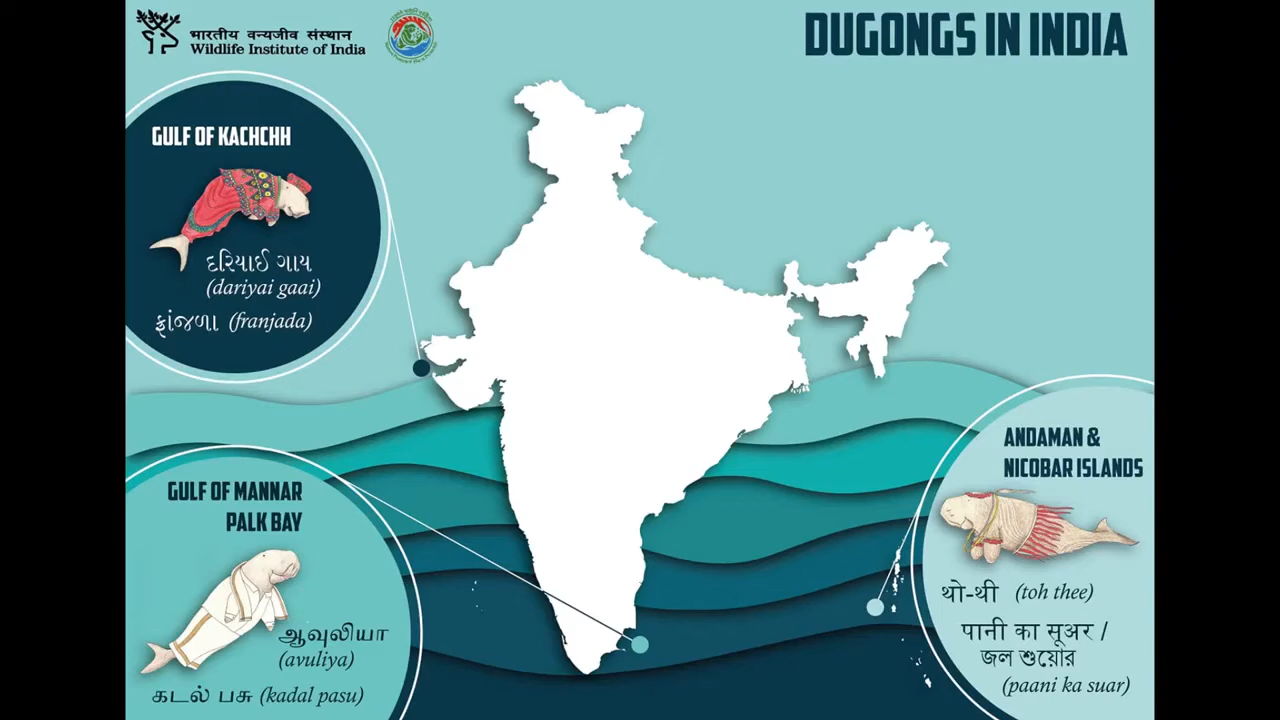 भारतीय वन्यजीव संस्थान
Wildlife Institute of India
DUGONGS IN INDIA
GULF OF KACHCHH
દરિયાઈ ગાય
(dariyai gaai)
ફ્રાંજળા (franjada)
GULF OF MANNAR
PALK BAY
ஆவுலியா
(avuliya)
கடல் பசு (kadal pasu)
ANDAMAN &
NICOBAR ISLANDS
थो-थी (toh thee)
पानी का सूअर /
(paani ka suar)